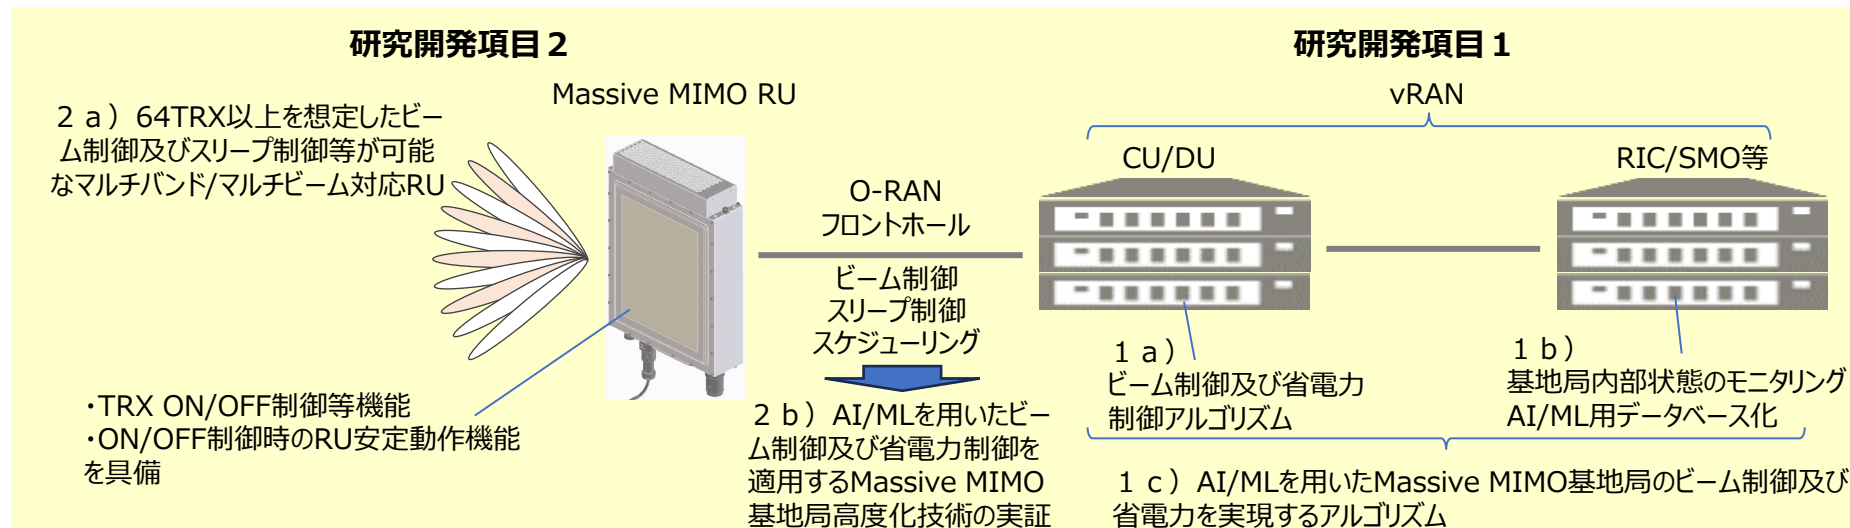 研究開発項目２
研究開発項目１
Massive MIMO RU
vRAN
２ａ）64TRX以上を想定したビー
ム制御及びスリープ制御等が可能
なマルチバンド/マルチビーム対応RU
CU/DU
RIC/SMO等
O-RAN
フロントホール
ビーム制御
スリープ制御
スケジューリング
１ａ）
ビーム制御及び省電力
制御アルゴリズム
１ｂ）
基地局内部状態のモニタリング
AI/ML用データベース化
・TRX ON/OFF制御等機能
・ON/OFF制御時のRU安定動作機能
を具備
２ｂ）AI/MLを用いたビー
ム制御及び省電力制御を
適用するMassive MIMO
基地局高度化技術の実証
１ｃ）AI/MLを用いたMassive MIMO基地局のビーム制御及び
省電力を実現するアルゴリズム